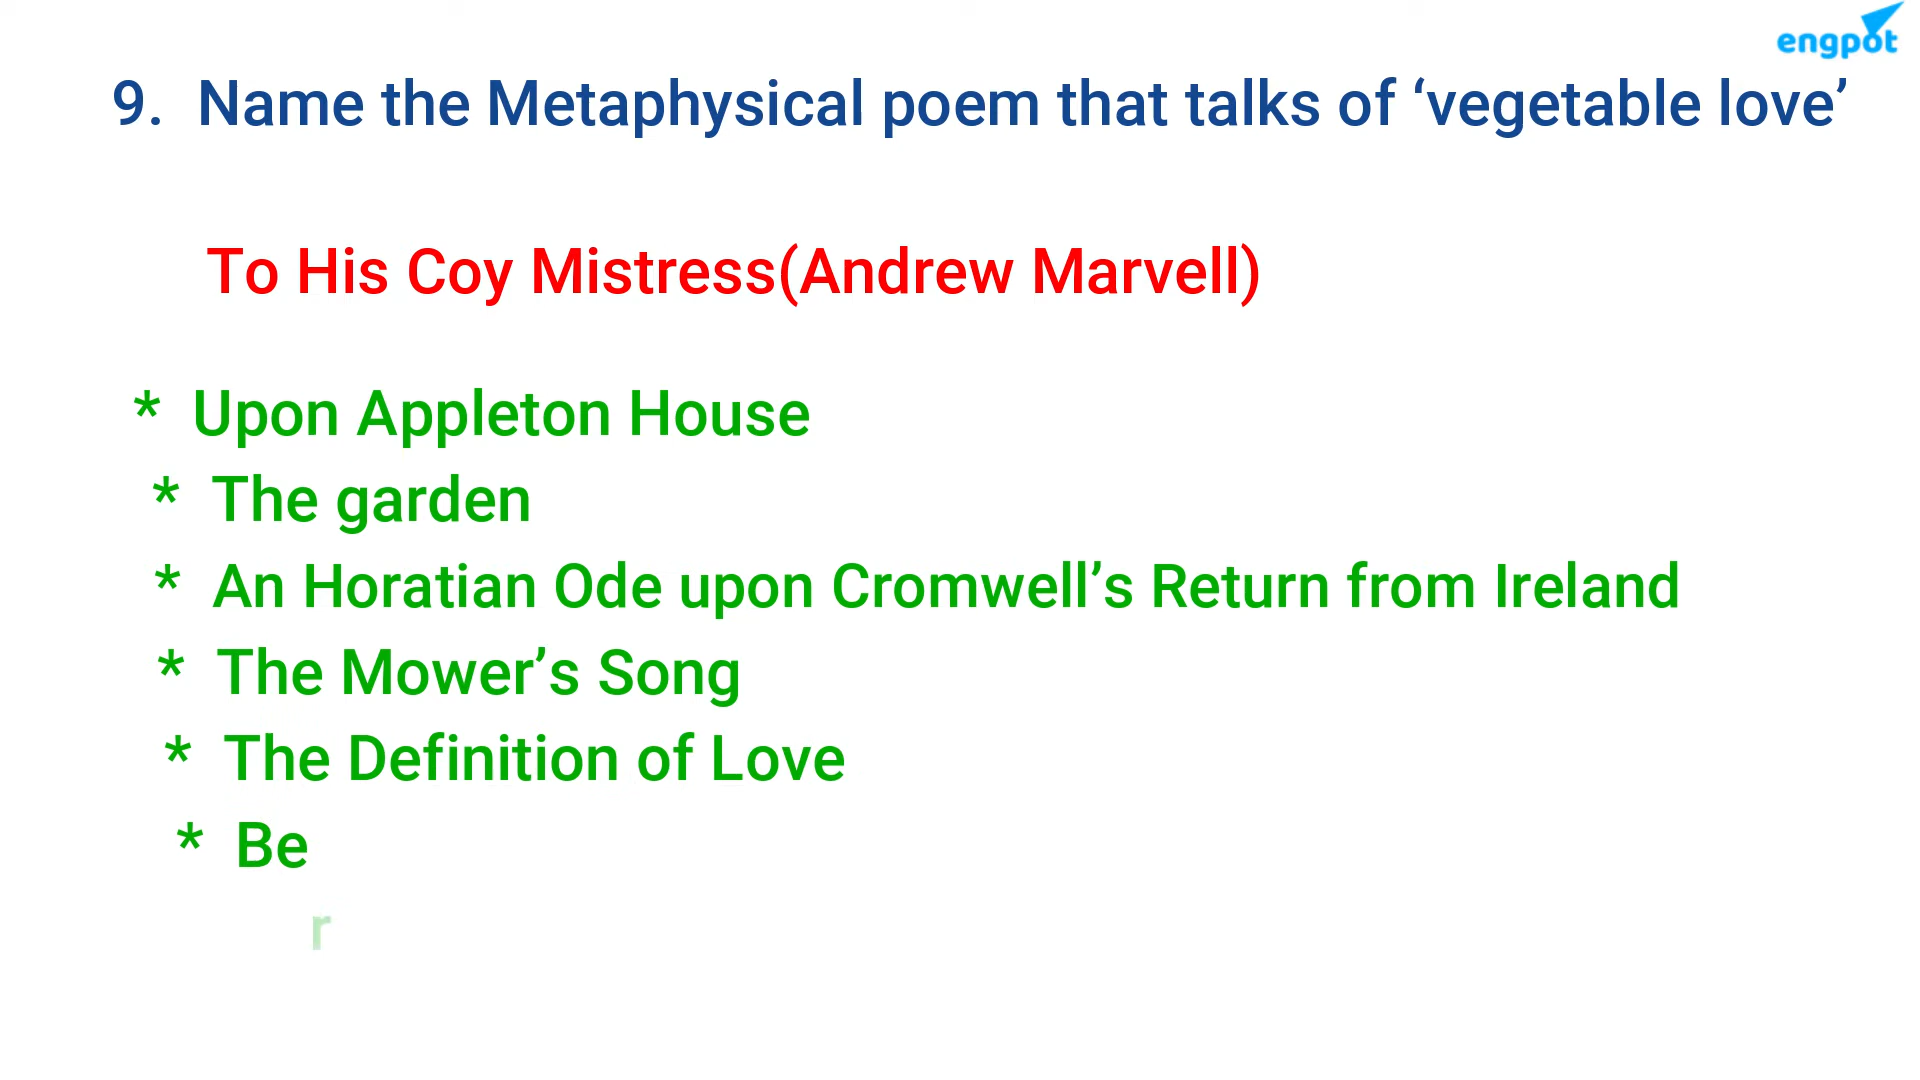 engpot
9. Name the Metaphysical poem that talks of ‘vegetable love’
To His Coy Mistress(Andrew Marvell)
* Upon Appleton House
* The garden
* An Horatian Ode upon Cromwell’s Return from Ireland
* The Mower’s Song
* The Definition of Love
* Be
r